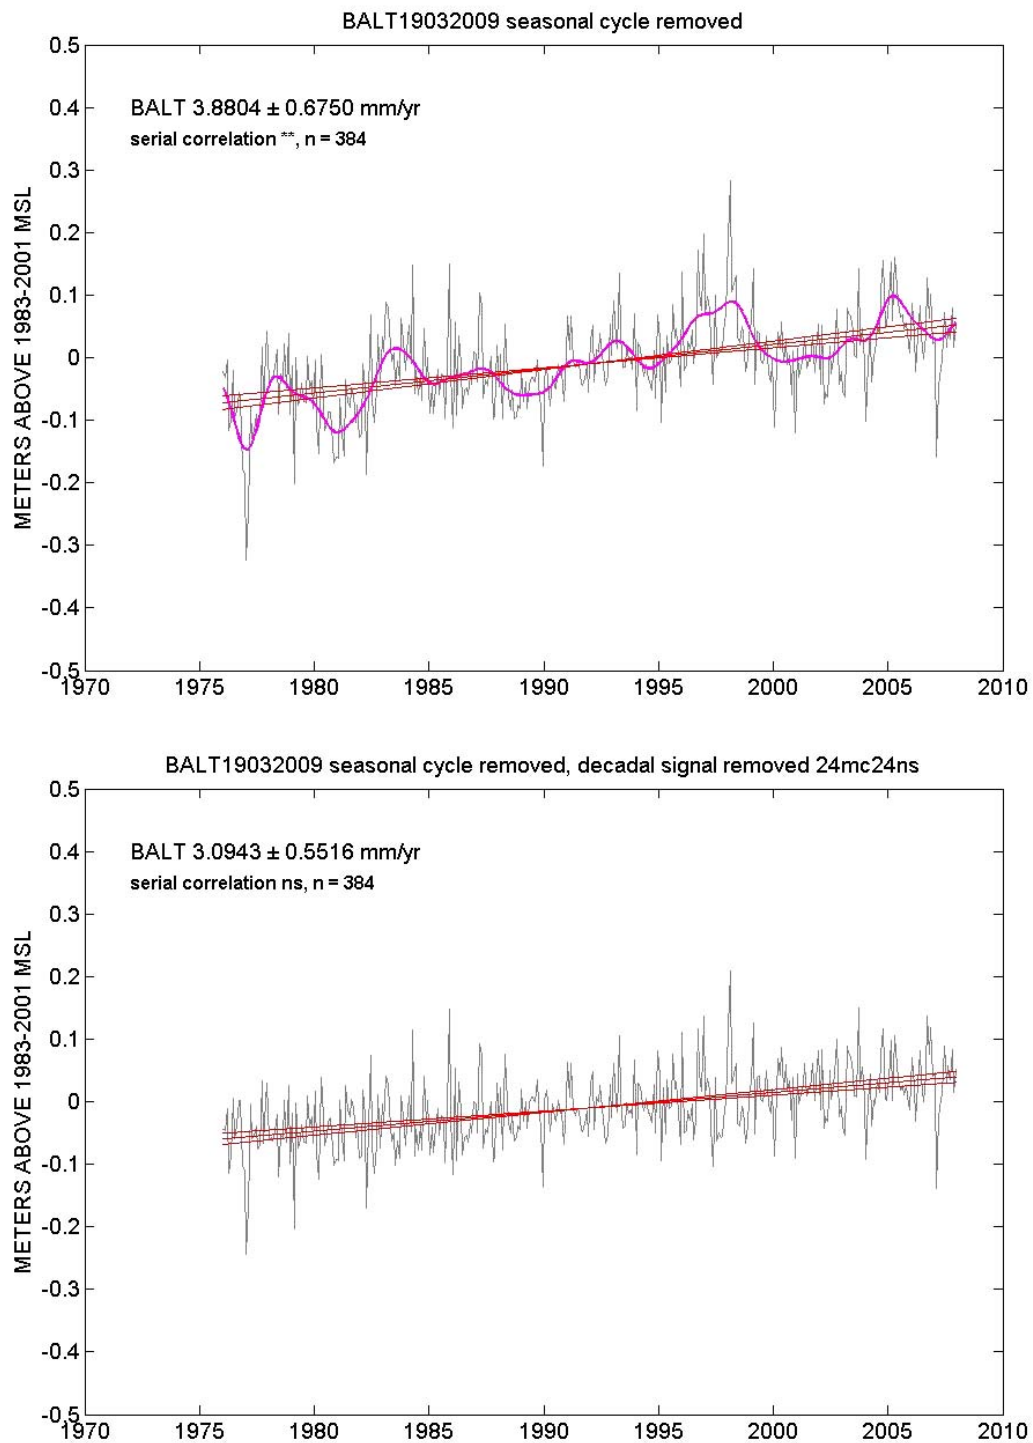 BALT19032009 seasonal cycle removed
0.5
BALT 3.8804 ± 0.6750 mm/yr
0.4
serial correlation **, n = 384
0.3
0.2
0.1
0
-0.1
-0.2
-0.3
-0.4
-0.5
METERS ABOVE 1983-2001 MSL
1970 1975 1980 1985 1990 1995 2000 2005 2010
BALT19032009 seasonal cycle removed, decadal signal removed 24mc24ns
0.5
BALT 3.0943 ± 0.5516 mm/yr
0.4
serial correlation ns, n = 384
0.3
0.2
0.1
0
-0.1
-0.2
-0.3
-0.4
-0.5
METERS ABOVE 1983-2001 MSL
1970 1975 1980 1985 1990 1995 2000 2005 2010